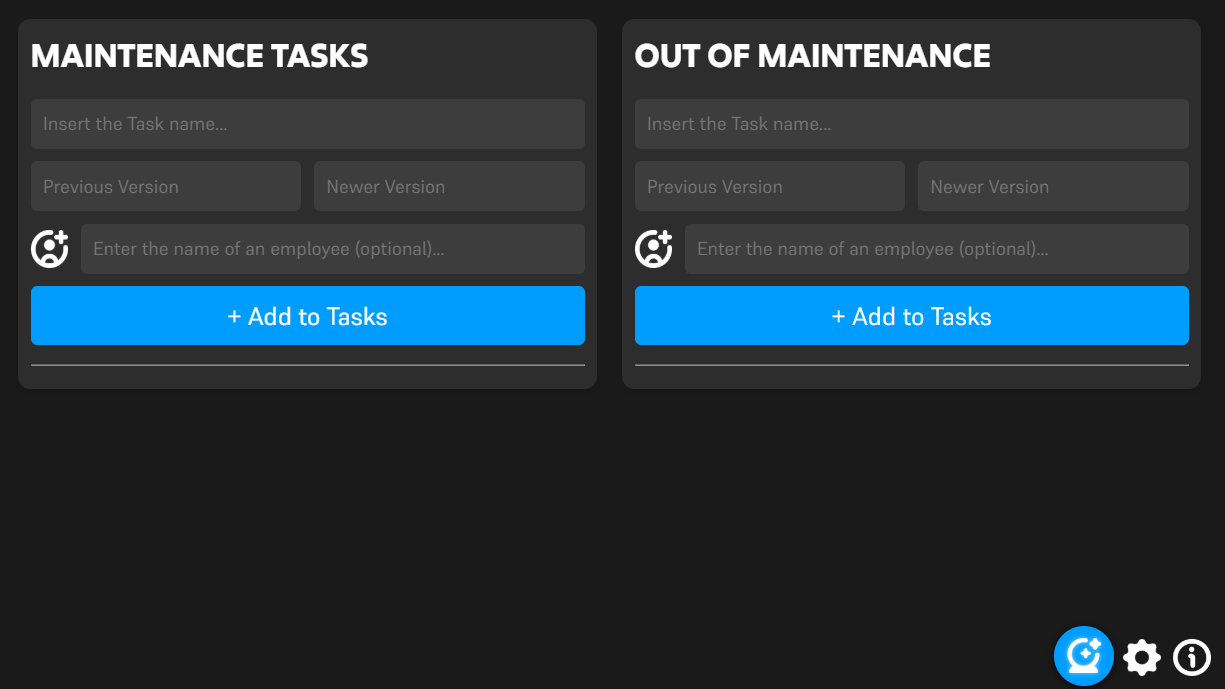 MAINTENANCE TASKS
Insert the Task name...
Previous Version
Newer Version
Enter the name of an employee (optional)...
+ Add to Tasks
OUT OF MAINTENANCE
Insert the Task name...
Previous Version
Newer Version
Enter the name of an employee (optional)...
+ Add to Tasks